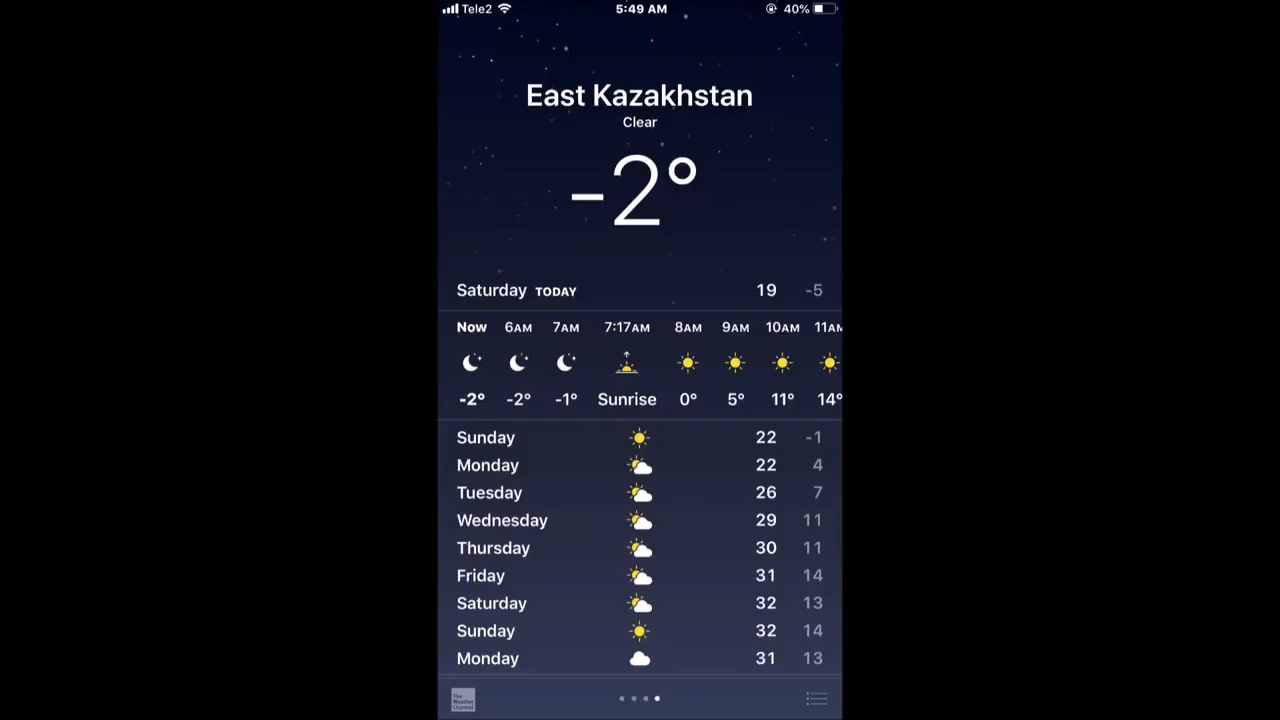 Tele2 5:49 AM 40%
East Kazakhstan
Clear
-2°
Saturday TODAY 19 -5
Now 6AM 7AM 7:17AM 8AM 9AM 10AM 11AM
-2° -2° -1° Sunrise 0° 5° 11° 14°
Sunday 22 -1
Monday 22 4
Tuesday 26 7
Wednesday 29 11
Thursday 30 11
Friday 31 14
Saturday 32 13
Sunday 32 14
Monday 31 13
The
Weather
Channel